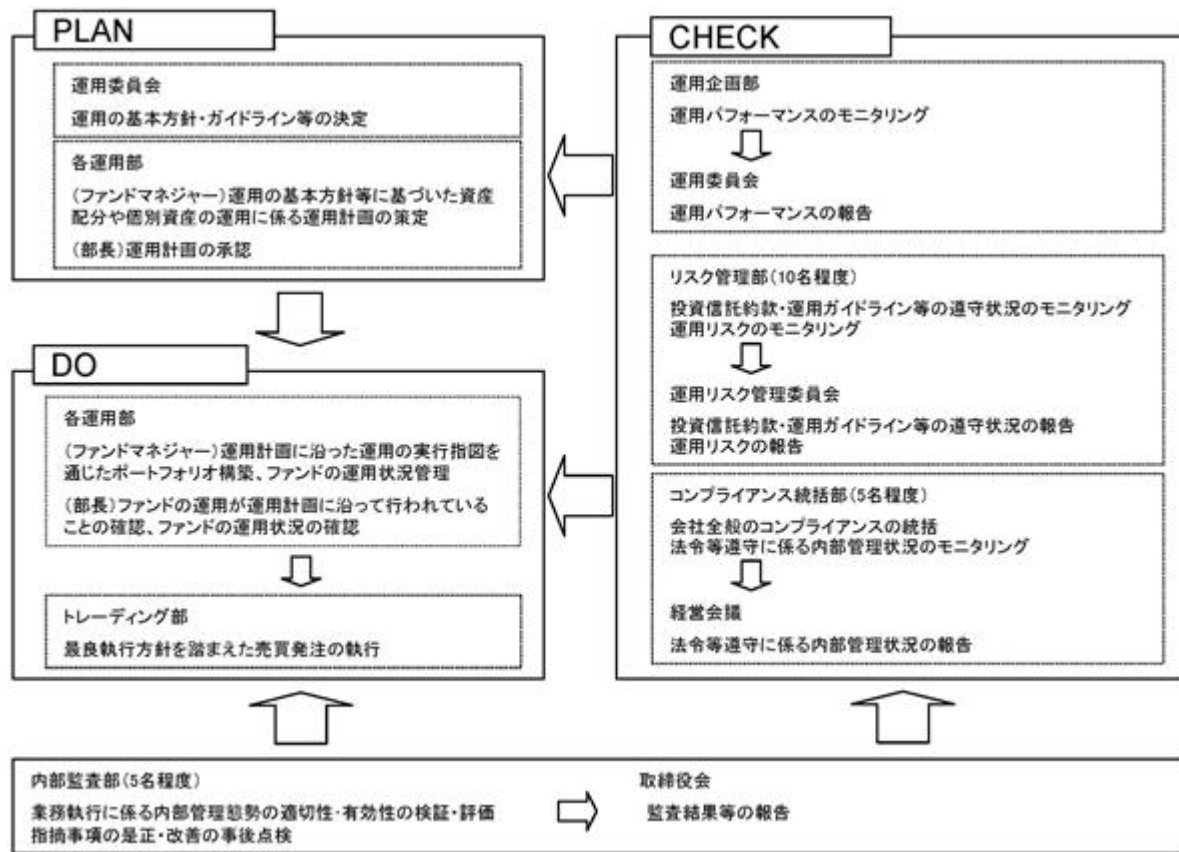 PLAN
運用委員会
運用の基本方針・ガイドライン等の決定
各運用部
(ファンドマネジャー)運用の基本方針等に基づいた資産
配分や個別資産の運用に係る運用計画の策定
(部長)運用計画の承認
DO
各運用部
(ファンドマネジャー)運用計画に沿った運用の実行指図を
通じたポートフォリオ構築、ファンドの運用状況管理
(部長)ファンドの運用が運用計画に沿って行われている
ことの確認、ファンドの運用状況の確認
トレーディング部
最良執行方針を踏まえた売買発注の執行
CHECK
運用企画部
運用パフォーマンスのモニタリング
運用委員会
運用パフォーマンスの報告
リスク管理部(10名程度)
投資信託約款・運用ガイドライン等の遵守状況のモニタリング
運用リスクのモニタリング
運用リスク管理委員会
投資信託約款・運用ガイドライン等の遵守状況の報告
運用リスクの報告
コンプライアンス統括部(5名程度)
会社全般のコンプライアンスの統括
法令等遵守に係る内部管理状況のモニタリング
経営会議
法令等遵守に係る内部管理状況の報告
内部監査部(5名程度)
業務執行に係る内部管理態勢の適切性・有効性の検証・評価
指摘事項の是正・改善の事後点検
取締役会
監査結果等の報告